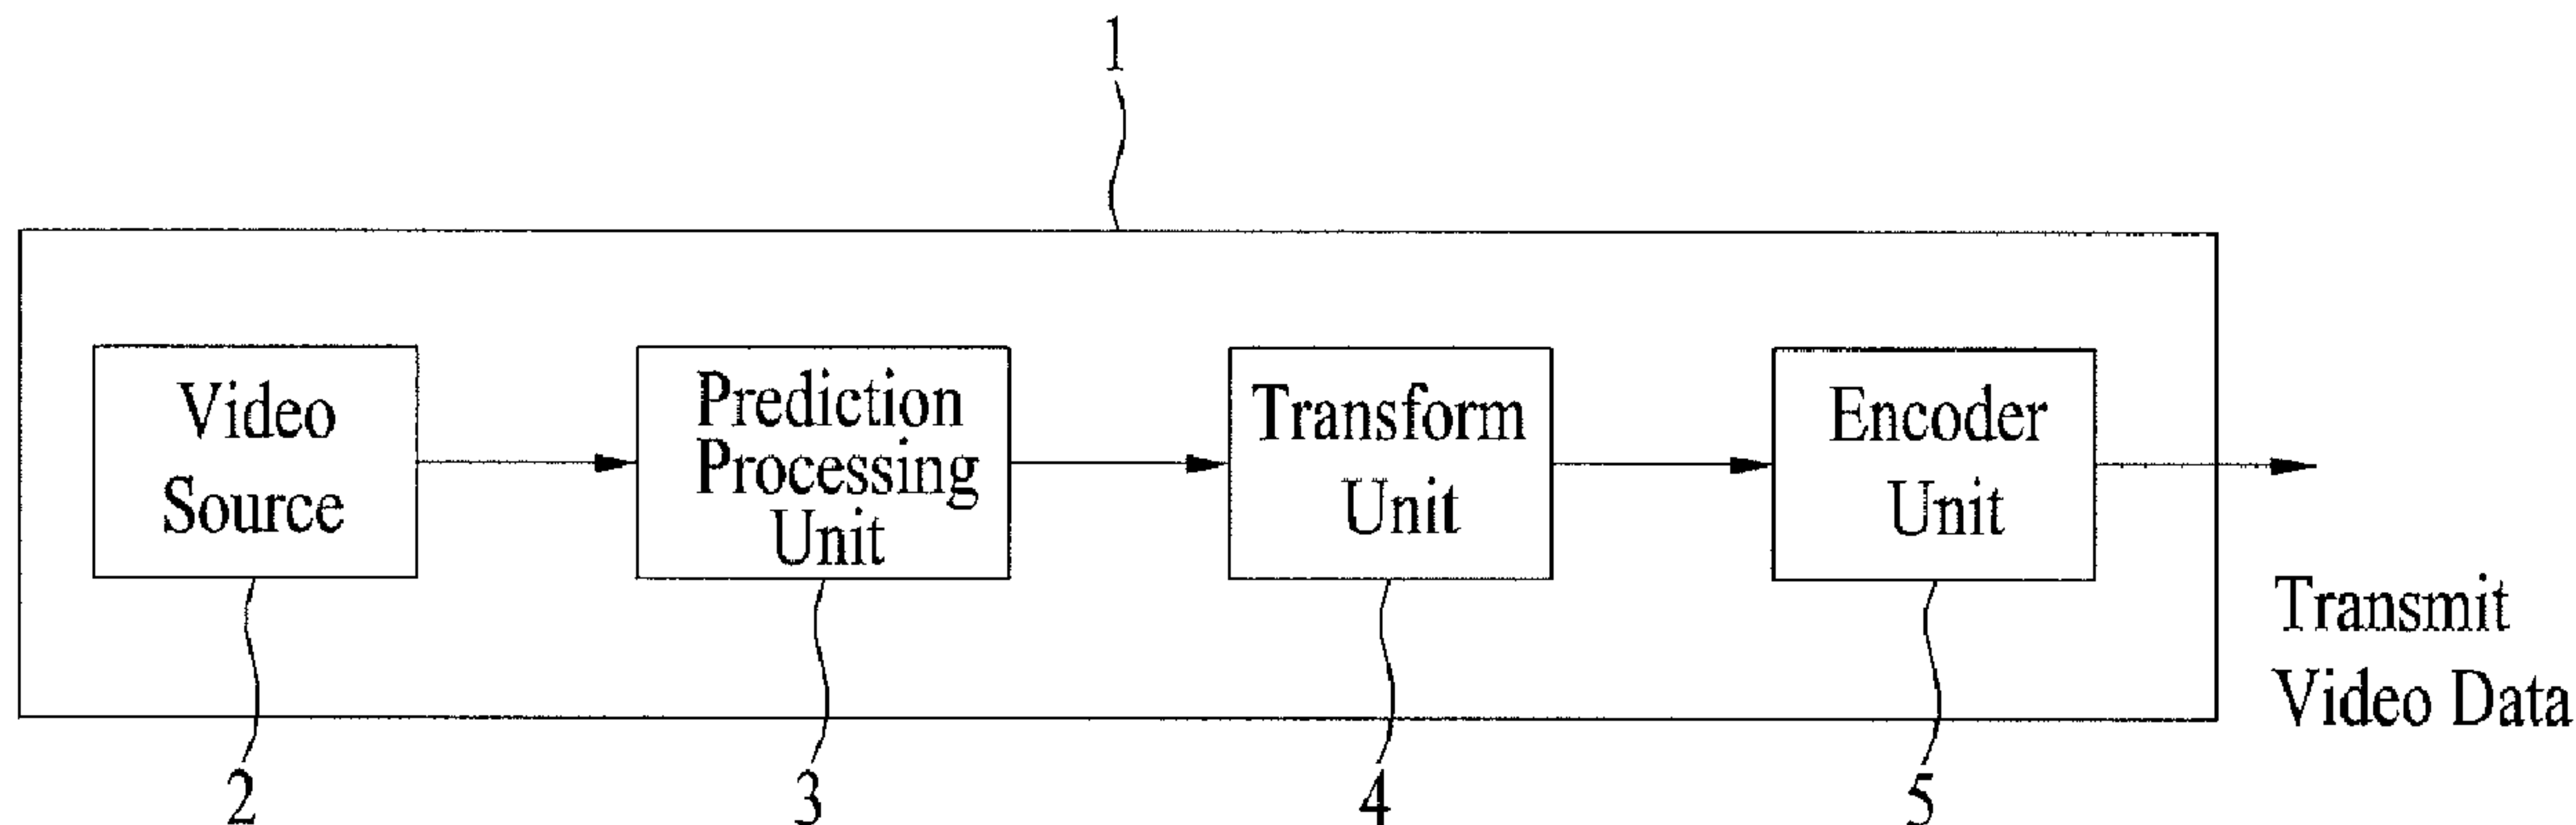 1
Video
Source
Prediction
Processing
Unit
Transform
Unit
Encoder
Unit
Transmit
Video Data
2
3
4
5